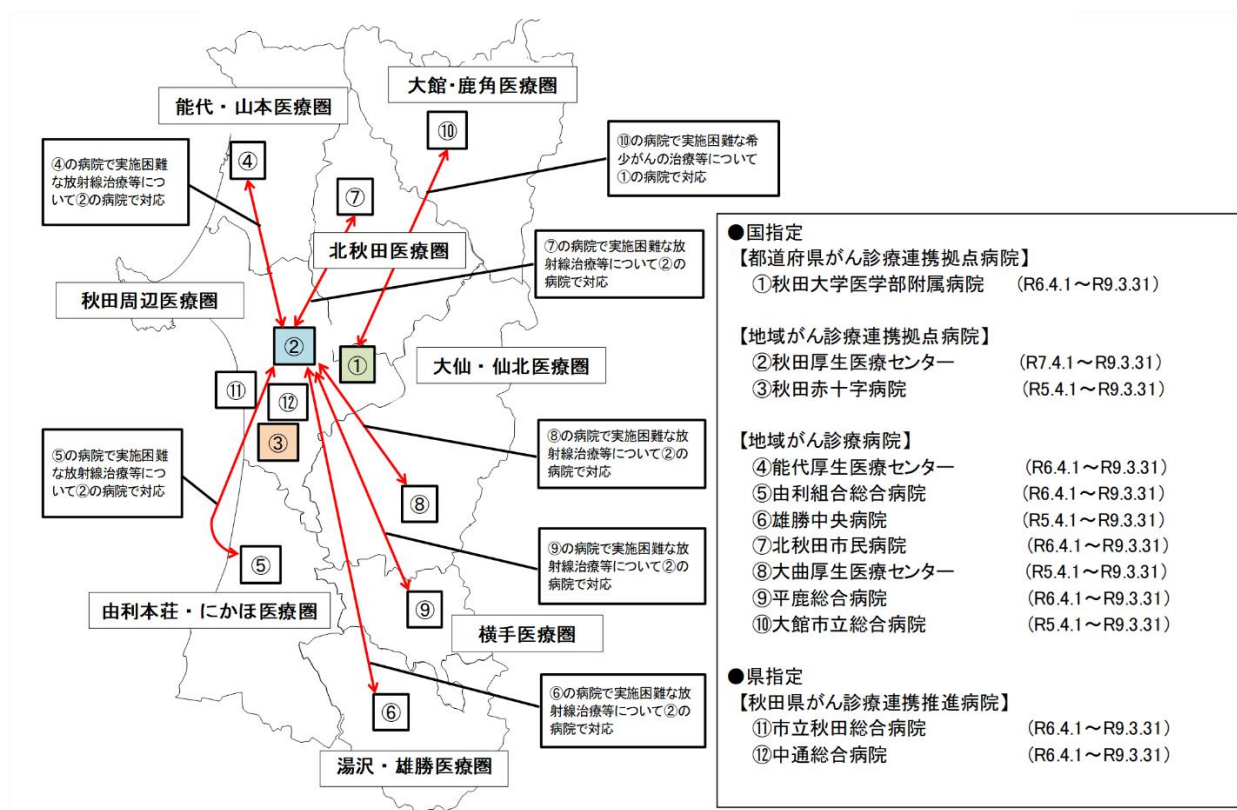 大館・鹿角医療圏
能代・山本医療圏
⑩
⑩の病院で実施困難な希
少がんの治療等について
①の病院で対応
④の病院で実施困難
な放射線治療等につ
いて②の病院で対応
④
⑦
北秋田医療圏
⑦の病院で実施困難な放
射線治療等について②の
病院で対応
秋田周辺医療圏
②
①
大仙・仙北医療圏
⑪
⑫
③
⑤の病院で実施困難
な放射線治療等につ
いて②の病院で対応
⑧の病院で実施困難な放
射線治療等について②の
病院で対応
⑧
⑨の病院で実施困難な放
射線治療等について②の
病院で対応
⑤
由利本荘・にかほ医療圏
⑨
横手医療圏
⑥の病院で実施困難な放
射線治療等について②の
病院で対応
⑥
湯沢・雄勝医療圏
●国指定
【都道府県がん診療連携拠点病院】
①秋田大学医学部附属病院 (R6.4.1～R9.3.31)
【地域がん診療連携拠点病院】
②秋田厚生医療センター (R7.4.1～R9.3.31)
③秋田赤十字病院 (R5.4.1～R9.3.31)
【地域がん診療病院】
④能代厚生医療センター (R6.4.1～R9.3.31)
⑤由利組合総合病院 (R6.4.1～R9.3.31)
⑥雄勝中央病院 (R5.4.1～R9.3.31)
⑦北秋田市民病院 (R6.4.1～R9.3.31)
⑧大曲厚生医療センター (R5.4.1～R9.3.31)
⑨平鹿総合病院 (R6.4.1～R9.3.31)
⑩大館市立総合病院 (R5.4.1～R9.3.31)
●県指定
【秋田県がん診療連携推進病院】
⑪市立秋田総合病院 (R6.4.1～R9.3.31)
⑫中通総合病院 (R6.4.1～R9.3.31)